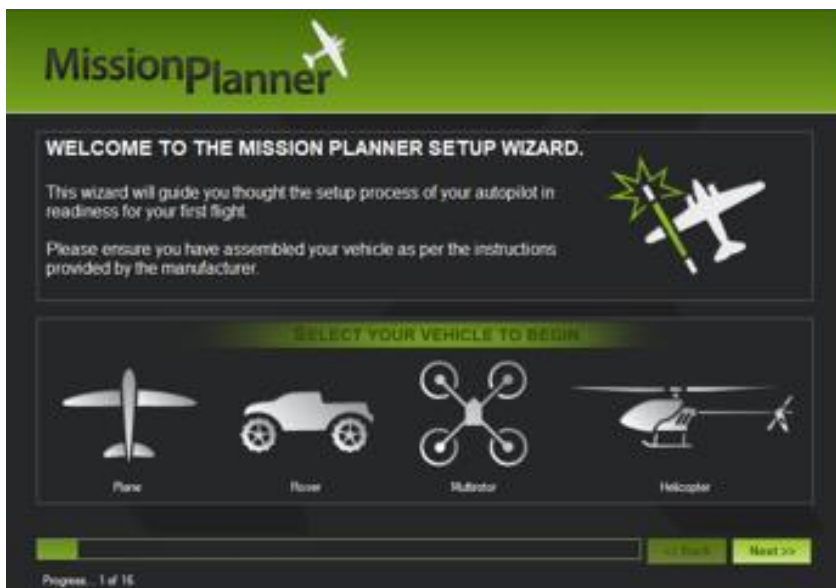 MissionPlanner
WELCOME TO THE MISSION PLANNER SETUP WIZARD.
This wizard will guide you thought the setup process of your autopilot in
readiness for your first flight.
Please ensure you have assembled your vehicle as per the instructions
provided by the manufacturer.
SELECT YOUR VEHICLE TO BEGIN
Plane Rover Multirotor Helicopter
<< Back Next >>
Progress... 1 of 16